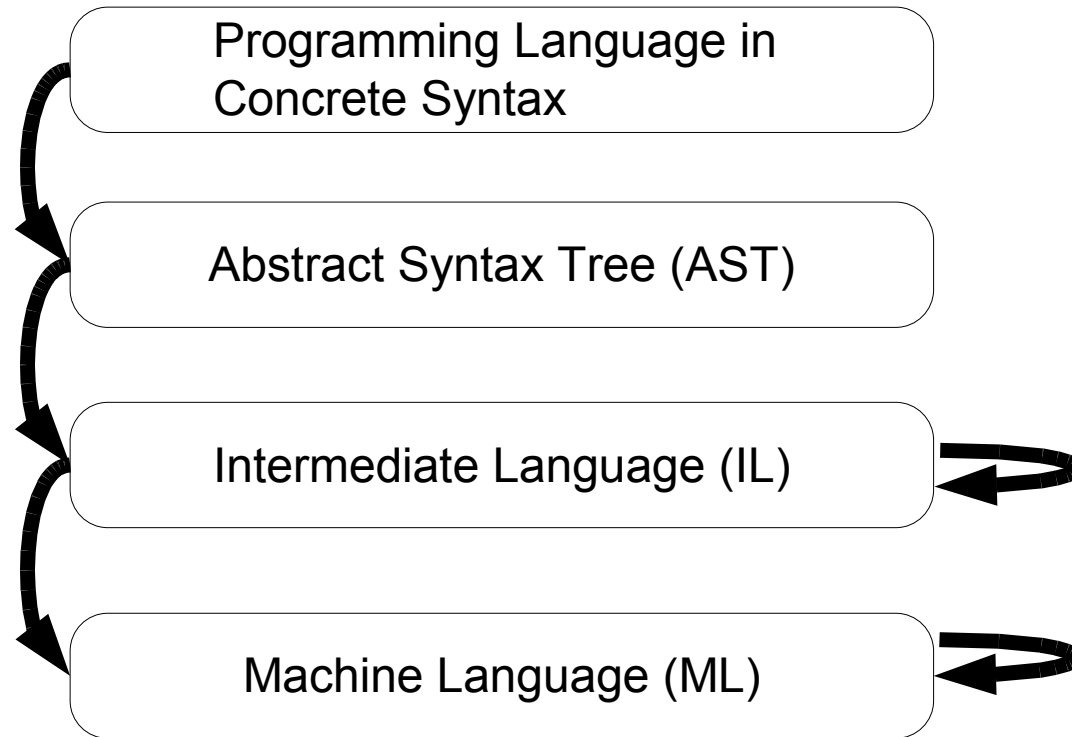 Programming Language in
Concrete Syntax
Abstract Syntax Tree (AST)
Intermediate Language (IL)
Machine Language (ML)